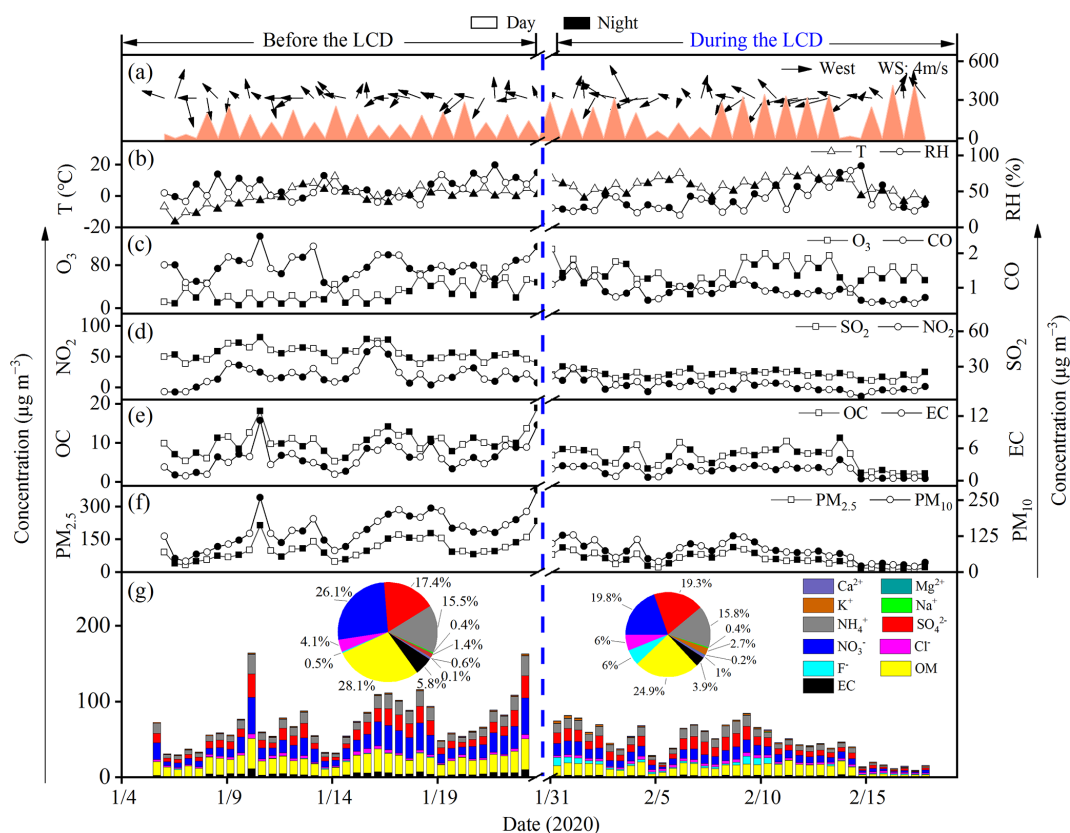 Day Night
Before the LCD During the LCD
(a) West WS: 4m/s
600
300
0
(b) T RH
T (°C)
20
0
-20
RH (%)
100
50
0
(c) O₃ CO
O₃
80
0
CO
2
1
(d) SO₂ NO₂
NO₂
100
50
0
SO₂
60
30
(e) OC EC
OC
20
10
0
EC
12
6
0
(f) PM₂.₅ PM₁₀
PM₂.₅
300
150
0
PM₁₀
250
125
0
Concentration (μg m⁻³)
Concentration (μg m⁻³)
(g)
200
100
0
26.1% 17.4%
15.5%
0.4%
1.4%
0.6%
0.1%
5.8%
28.1%
0.5%
4.1%
19.8% 19.3%
15.8%
0.4%
2.7%
0.2%
1%
3.9%
24.9%
6%
6%
Ca²⁺ Mg²⁺
K⁺ Na⁺
NH₄⁺ SO₄²⁻
NO₃⁻ Cl⁻
F⁻ OM
EC
1/4 1/9 1/14 1/19 1/31 2/5 2/10 2/15
Date (2020)